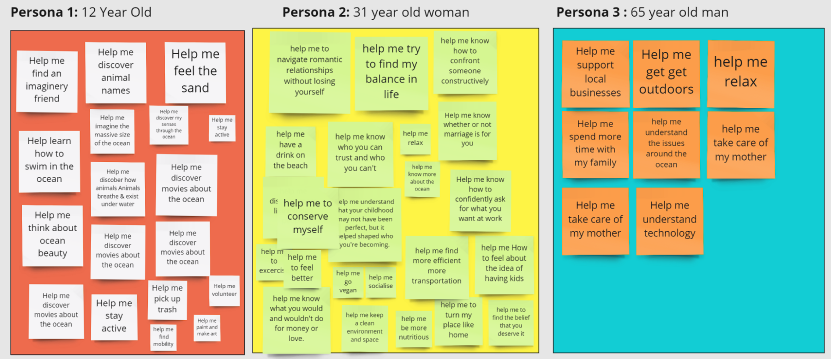 Persona 1: 12 Year Old
Help me
find an
imaginery
friend
Help me
discover
animal
names
Help me
feel the
sand
Help me
imagine the
massive size
of the ocean
Help me
discover my
senses
through the
ocean
Help me
stay
active
Help learn
how to
swim in the
ocean
Help me
discober how
animals Animals
breathe & exist
under water
Help me
discover
movies about
the ocean
Help me
think about
ocean
beauty
Help me
discover
movies about
the ocean
Help me
discover
movies about
the ocean
Help me
discover
movies about
the ocean
Help me
stay
active
Help me
pick up
trash
Help me
volunteer
help me
find
mobility
Help me
paint and
make art
Persona 2: 31 year old woman
help me to
navigate romantic
relationships
without losing
yourself
help me try
to find my
balance in
life
help me know
how to
confront
someone
constructively
help me
have a
drink on
the beach
help me know
who you can
trust and who
you can't
help me
relax
Help me know
whether or not
marriage is for
you
help me
know more
about the
ocean
Help me know
how to
confidently ask
for what you
want at work
help me to
conserve
myself
help me understand
that your childhood
may not have been
perfect, but it
helped shaped who
you're becoming.
help me
to
excerc
help me
to feel
better
help me
go
vegan
help me
socialise
help me find
more efficient
more
transportation
help me How
to feel about
the idea of
having kids
help me know
what you would
and wouldn't do
for money or
love.
help me keep
a clean
environment
and space
help me
be more
nutritious
help me
to turn my
place like
home
help me to
find the belief
that you
deserve it
Persona 3 : 65 year old man
Help me
support
local
businesses
Help me
get get
outdoors
help me
relax
Help me
spend more
time with
my family
help me
understand
the issues
around the
ocean
help me
take care of
my mother
Help me
take care of
my mother
Help me
understand
technology